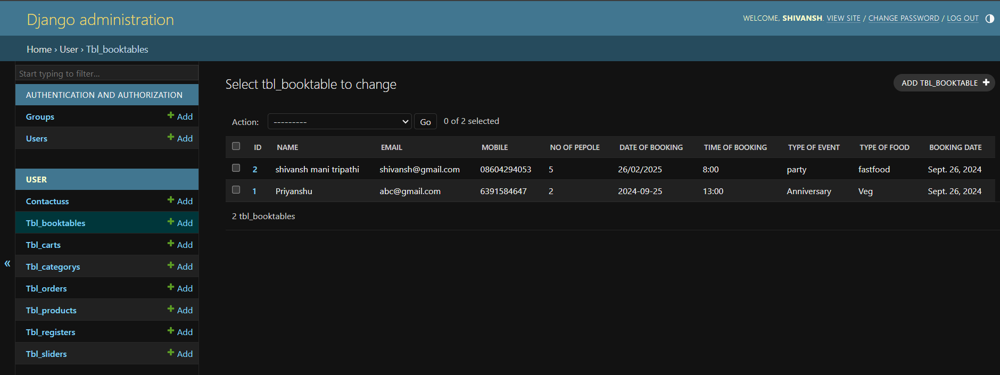 Django administration
WELCOME, SHIVANSH. VIEW SITE / CHANGE PASSWORD / LOG OUT
Home › User › Tbl_booktables
Start typing to filter...
AUTHENTICATION AND AUTHORIZATION
Groups + Add
Users + Add
USER
Contactuss + Add
Tbl_booktables + Add
Tbl_carts + Add
Tbl_categorys + Add
Tbl_orders + Add
Tbl_products + Add
Tbl_registers + Add
Tbl_sliders + Add
«
Select tbl_booktable to change
ADD TBL_BOOKTABLE +
Action: --------- Go 0 of 2 selected
ID NAME EMAIL MOBILE NO OF PEPOLE DATE OF BOOKING TIME OF BOOKING TYPE OF EVENT TYPE OF FOOD BOOKING DATE
2 shivansh mani tripathi shivansh@gmail.com 08604294053 5 26/02/2025 8:00 party fastfood Sept. 26, 2024
1 Priyanshu abc@gmail.com 6391584647 2 2024-09-25 13:00 Anniversary Veg Sept. 26, 2024
2 tbl_booktables